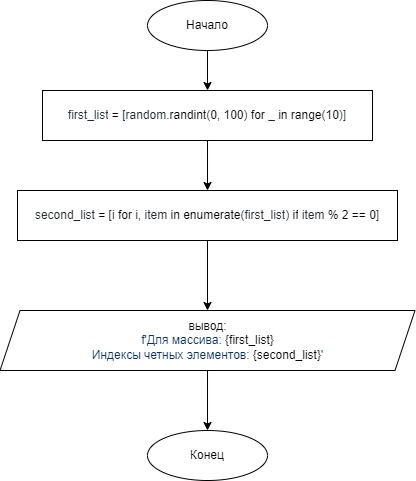 Начало
first_list = [random.randint(0, 100) for _ in range(10)]
second_list = [i for i, item in enumerate(first_list) if item % 2 == 0]
вывод:
f'Для массива: {first_list}
Индексы четных элементов: {second_list}'
Конец